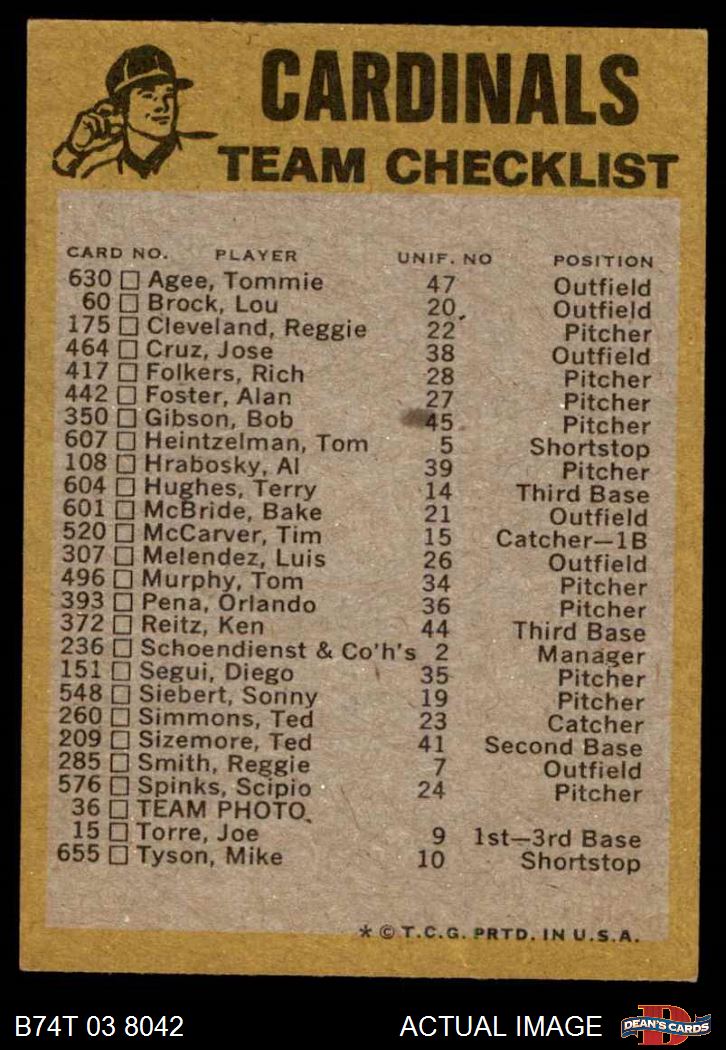 CARDINALS
TEAM CHECKLIST
CARD NO. PLAYER UNIF. NO POSITION
630 Agee, Tommie 47 Outfield
60 Brock, Lou 20 Outfield
175 Cleveland, Reggie 22 Pitcher
464 Cruz, Jose 38 Outfield
417 Folkers, Rich 28 Pitcher
442 Foster, Alan 27 Pitcher
350 Gibson, Bob 45 Pitcher
607 Heintzelman, Tom 5 Shortstop
108 Hrabosky, Al 39 Pitcher
604 Hughes, Terry 14 Third Base
601 McBride, Bake 21 Outfield
520 McCarver, Tim 15 Catcher—1B
307 Melendez, Luis 26 Outfield
496 Murphy, Tom 34 Pitcher
393 Pena, Orlando 36 Pitcher
372 Reitz, Ken 44 Third Base
236 Schoendienst & Co'h's 2 Manager
151 Segui, Diego 35 Pitcher
548 Siebert, Sonny 19 Pitcher
260 Simmons, Ted 23 Catcher
209 Sizemore, Ted 41 Second Base
285 Smith, Reggie 7 Outfield
576 Spinks, Scipio 24 Pitcher
36 TEAM PHOTO
15 Torre, Joe 9 1st—3rd Base
655 Tyson, Mike 10 Shortstop
* © T.C.G. PRTD. IN U.S.A.
B74T 03 8042 ACTUAL IMAGE D DEAN'S CARDS